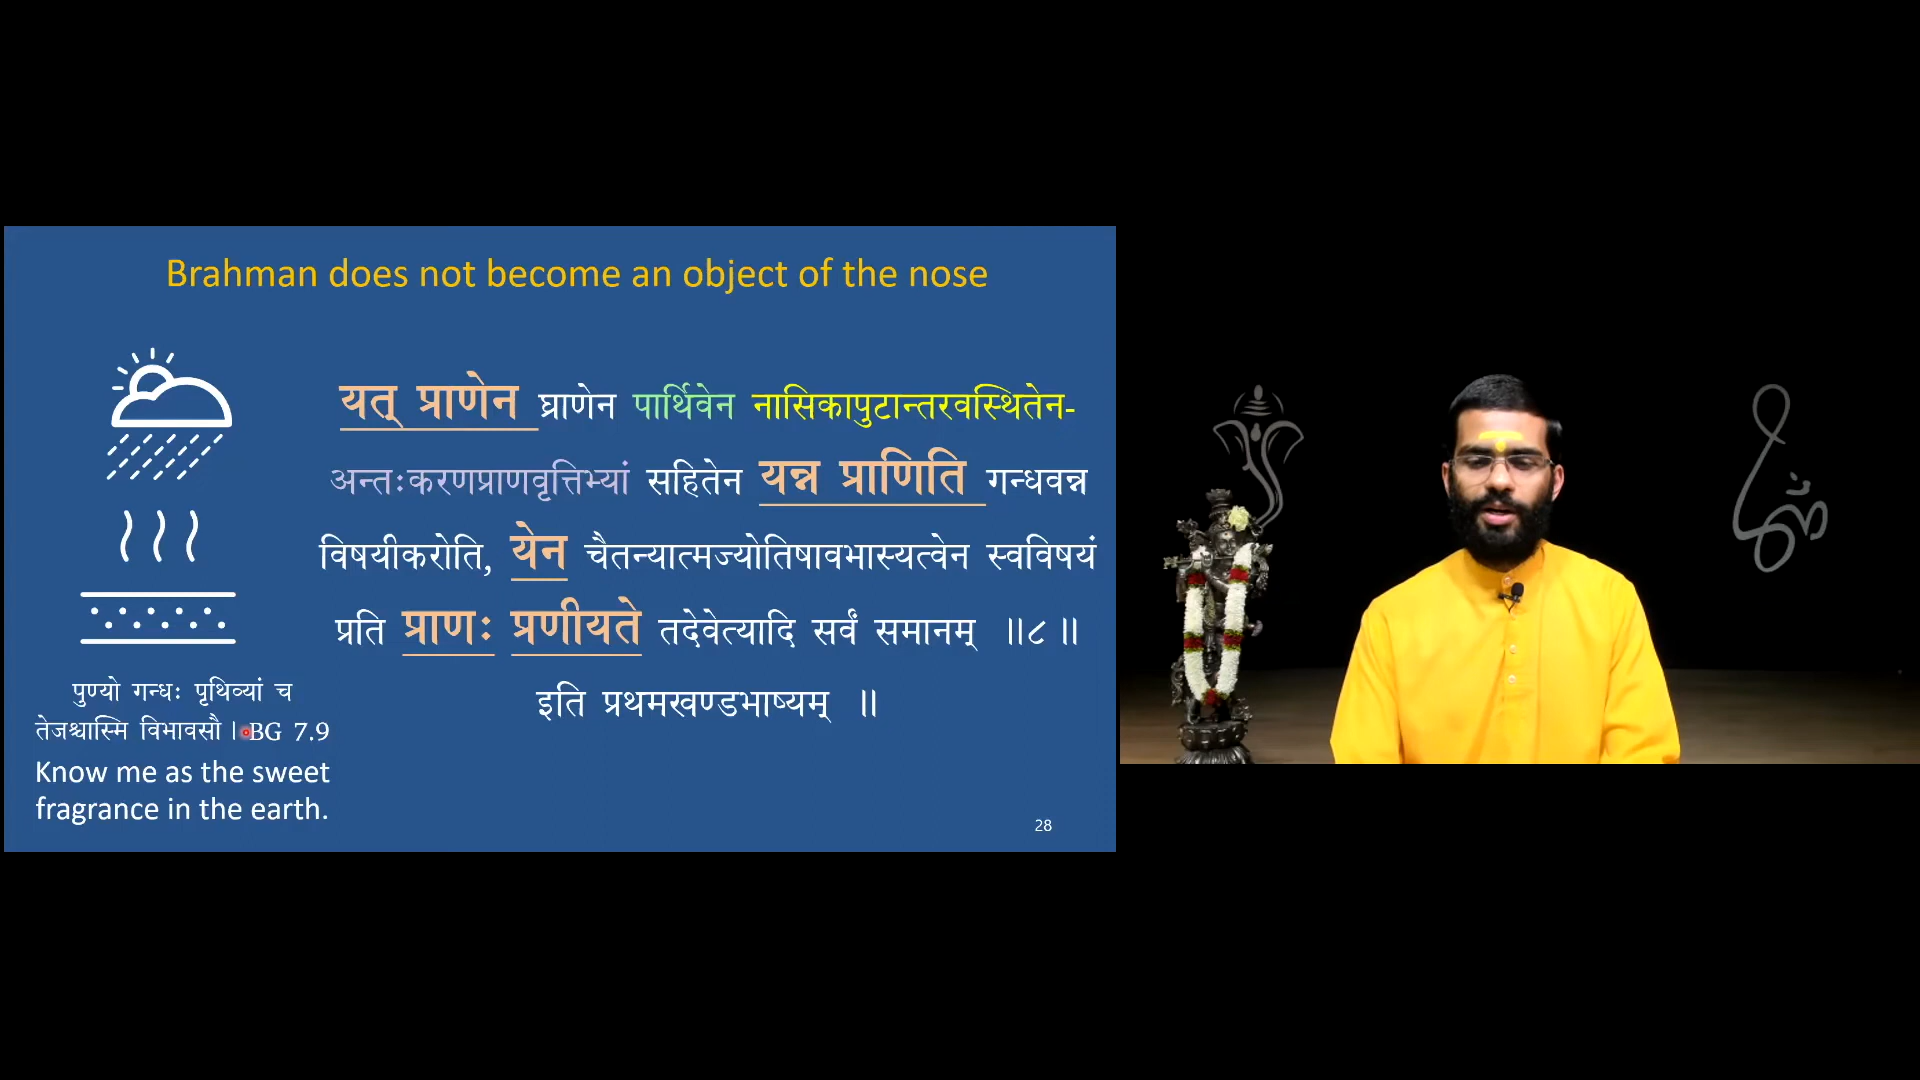 Brahman does not become an object of the nose
यत् प्राणेन घ्राणेन पार्थिवेन नासिकापुटान्तरवस्थितेन-
अन्तःकरणप्राणवृत्तिभ्यां सहितेन यन्न प्राणिति गन्धवन्न
विषयीकरोति, येन चैतन्यात्मज्योतिषावभास्यत्वेन स्वविषयं
प्रति प्राणः प्रणीयते तदेवेत्यादि सर्वं समानम् ॥८॥
इति प्रथमखण्डभाष्यम् ॥
पुण्यो गन्धः पृथिव्यां च
तेजश्चास्मि विभावसौ । BG 7.9
Know me as the sweet
fragrance in the earth.
28